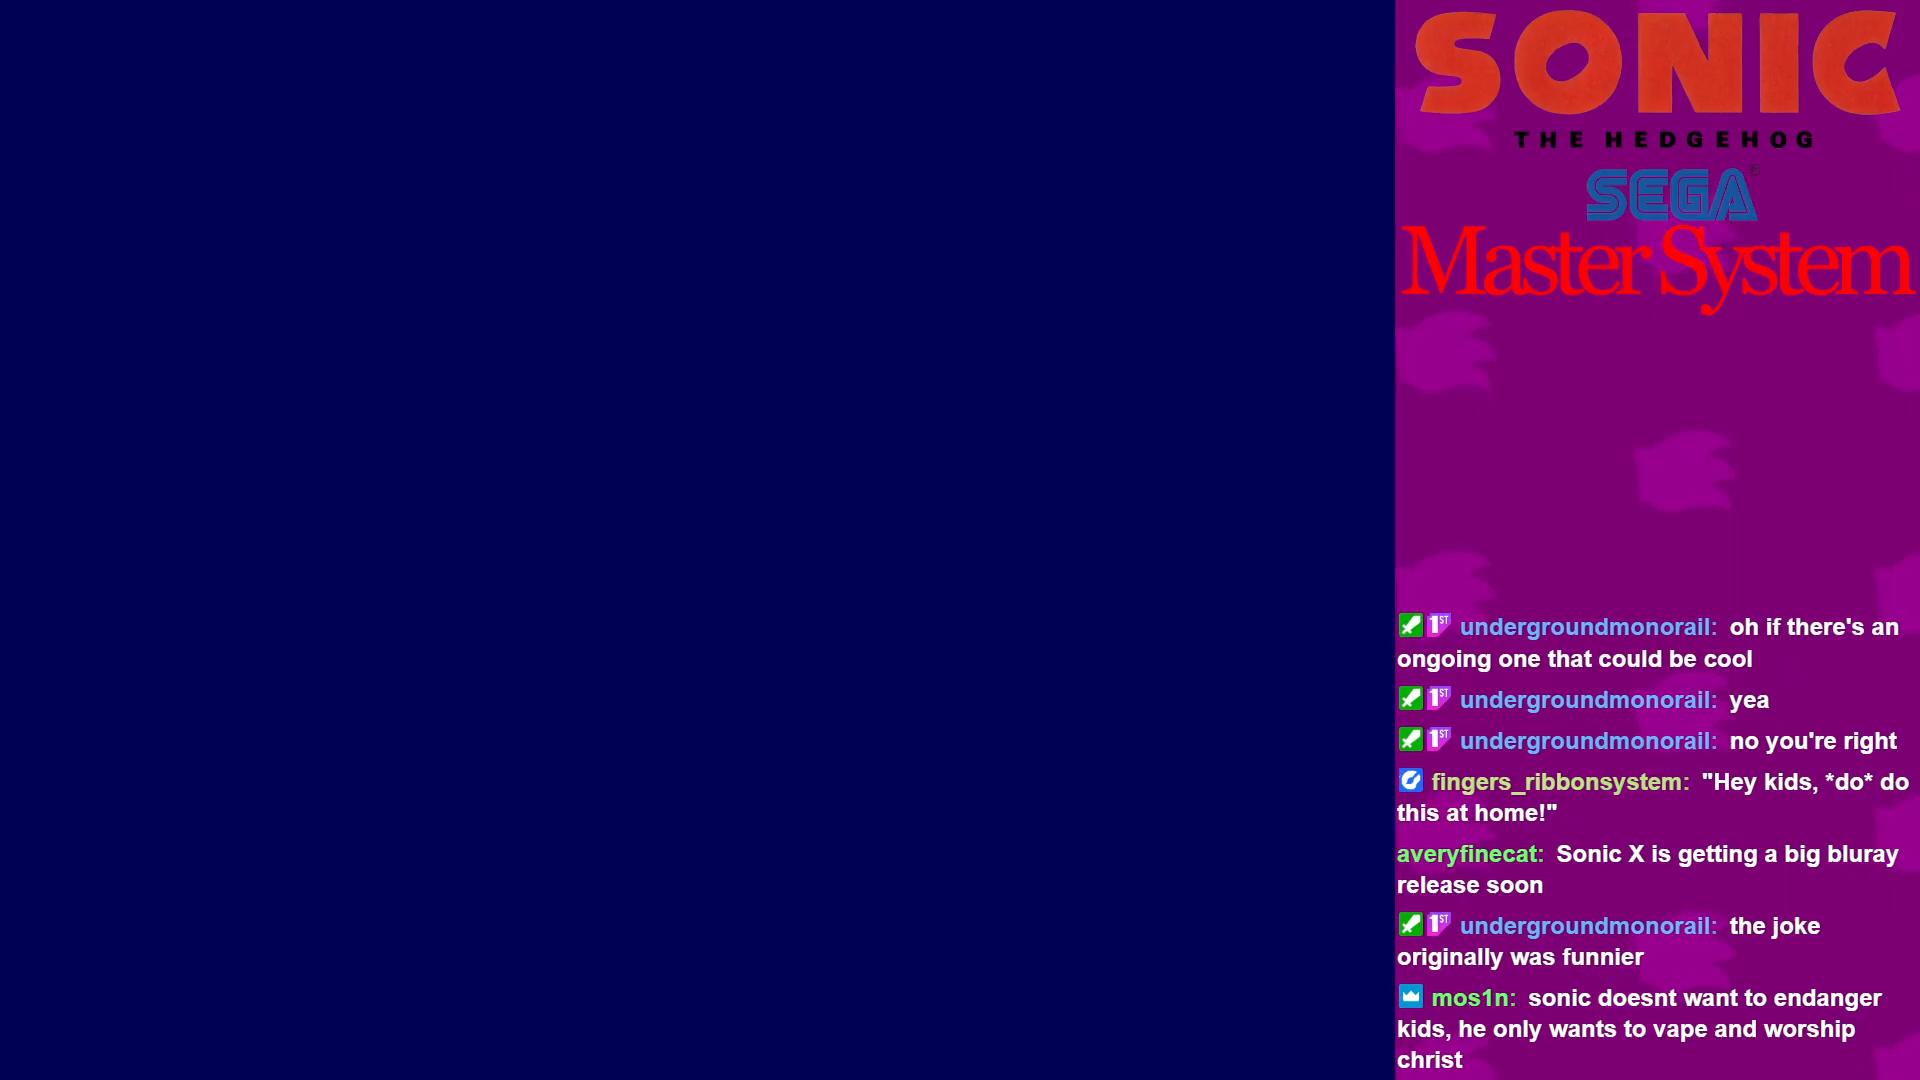 SONIC
THE HEDGEHOG
SEGA®
Master System
undergroundmonorail: oh if there's an
ongoing one that could be cool
undergroundmonorail: yea
undergroundmonorail: no you're right
fingers_ribbonsystem: "Hey kids, *do* do
this at home!"
averyfinecat: Sonic X is getting a big bluray
release soon
undergroundmonorail: the joke
originally was funnier
mos1n: sonic doesnt want to endanger
kids, he only wants to vape and worship
christ